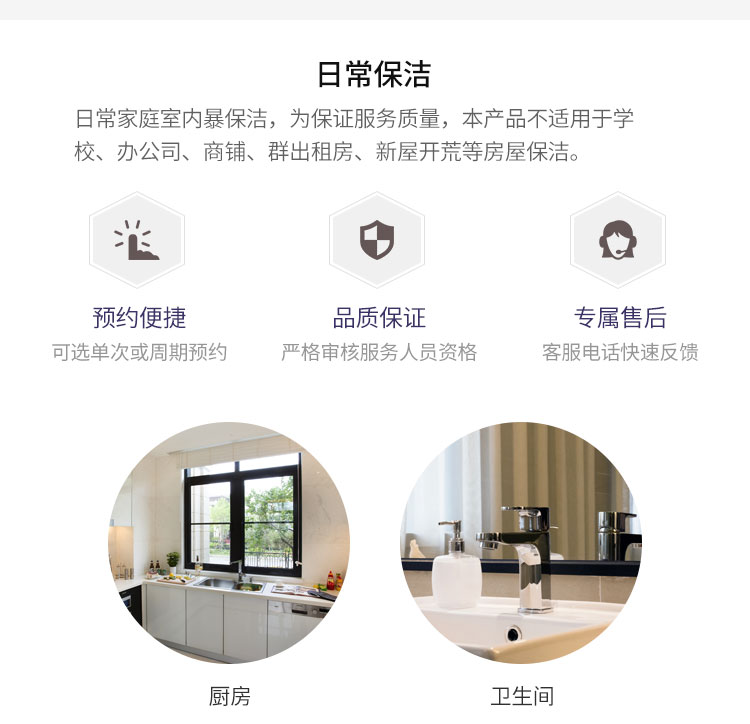 日常保洁
日常家庭室内暴保洁，为保证服务质量，本产品不适用于学
校、办公司、商铺、群出租房、新屋开荒等房屋保洁。
预约便捷
品质保证
专属售后
可选单次或周期预约
严格审核服务人员资格
客服电话快速反馈
厨房
卫生间